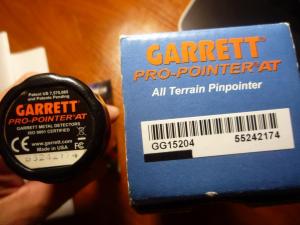 Patent US 7,575,065
and Patents Pending
GARRETT
PRO-POINTER AT
GARRETT METAL DETECTORS
ISO 9001 CERTIFIED
www.garrett.com
Made in USA
55242174
GARRETT
PRO-POINTER AT
All Terrain Pinpointer
GG15204 55242174